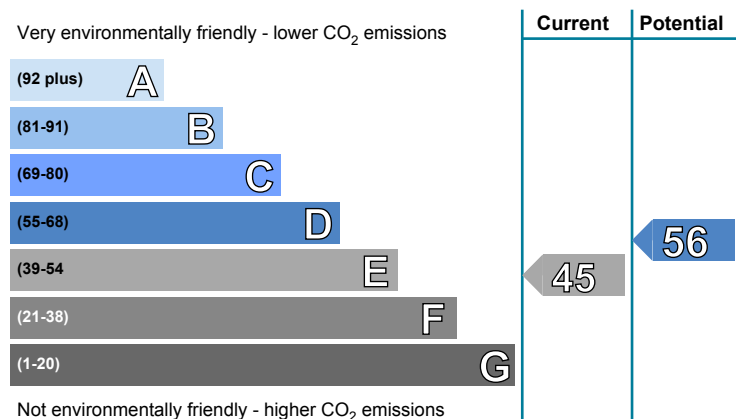 Very environmentally friendly - lower CO₂ emissions
Current Potential
(92 plus) A
(81-91) B
(69-80) C
(55-68) D
56
(39-54 E
45
(21-38) F
(1-20) G
Not environmentally friendly - higher CO₂ emissions